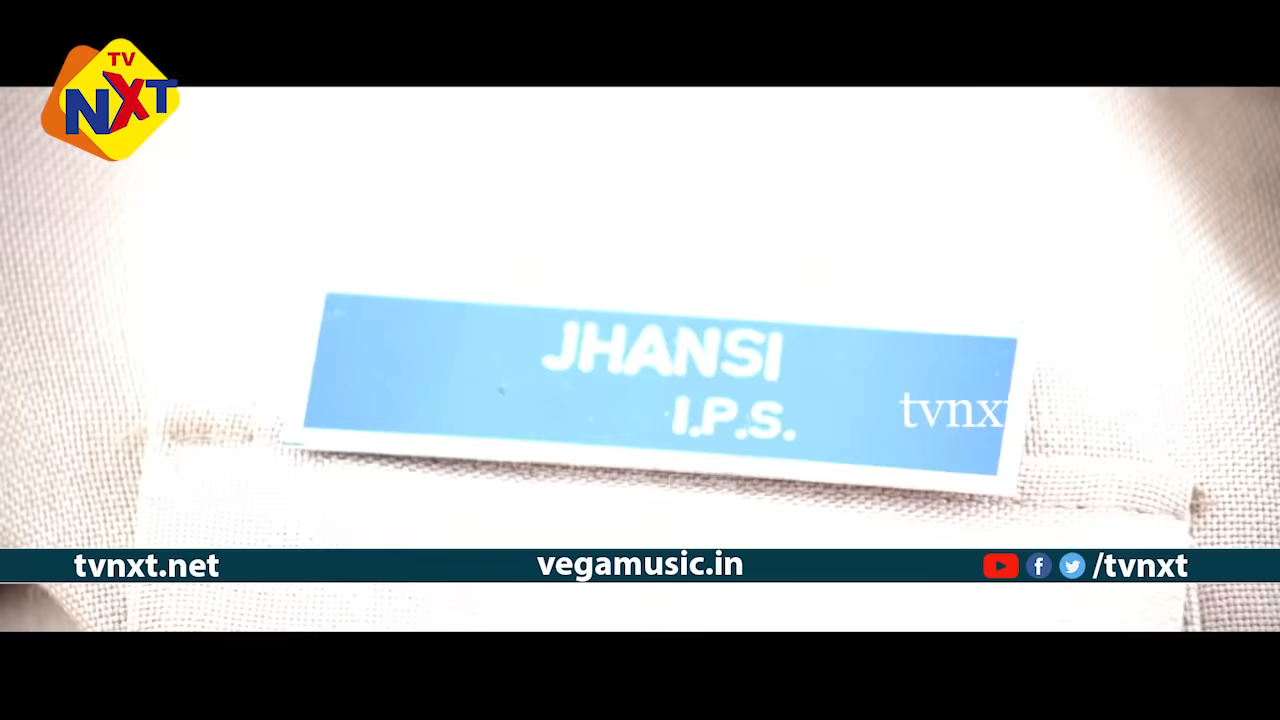 TV
NXT
JHANSI
I.P.S.
tvnxt
tvnxt.net
vegamusic.in
/tvnxt